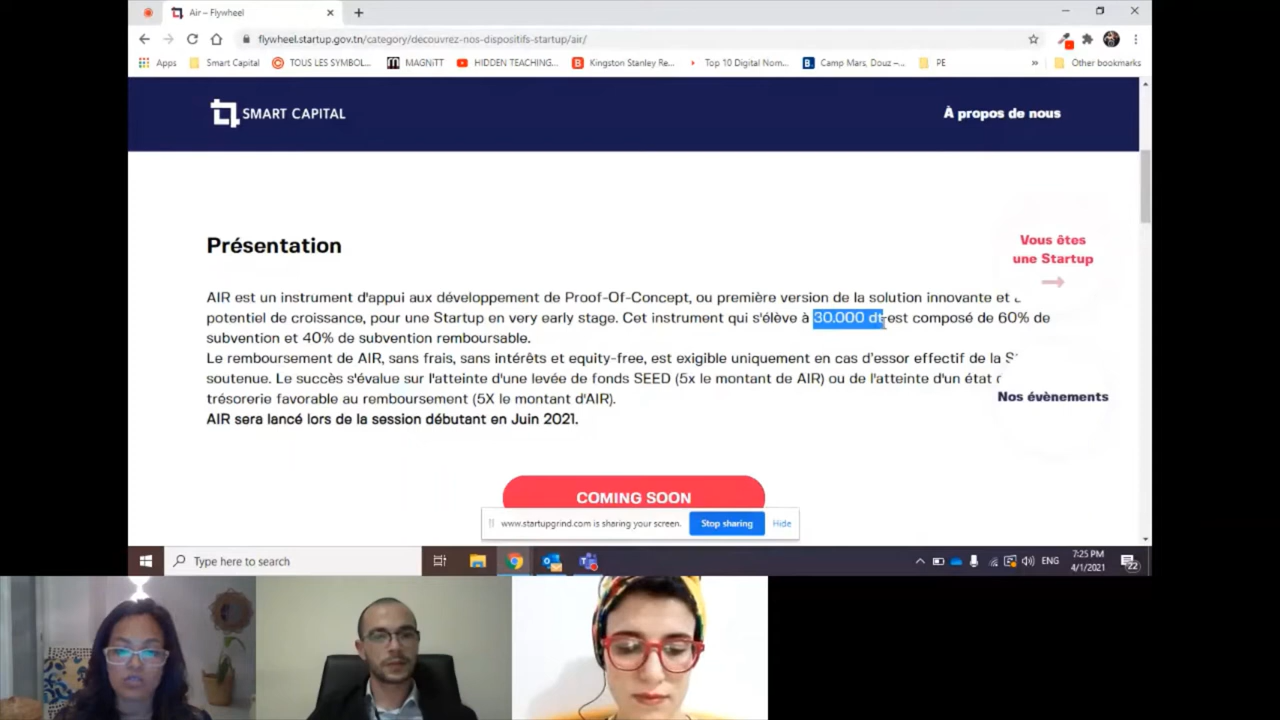 Air – Flywheel
flywheel.startup.gov.tn/category/decouvrez-nos-dispositifs-startup/air/
Apps Smart Capital TOUS LES SYMBOL... MAGNiTT HIDDEN TEACHING... Kingston Stanley Re... Top 10 Digital Nom... Camp Mars, Douz –... PE » Other bookmarks
SMART CAPITAL
À propos de nous
Présentation
Vous êtes
une Startup
AIR est un instrument d'appui aux développement de Proof-Of-Concept, ou première version de la solution innovante et
potentiel de croissance, pour une Startup en very early stage. Cet instrument qui s'élève à 30.000 dt est composé de 60% de
subvention et 40% de subvention remboursable.
Le remboursement de AIR, sans frais, sans intérêts et equity-free, est exigible uniquement en cas d'essor effectif de la
soutenue. Le succès s'évalue sur l'atteinte d'une levée de fonds SEED (5x le montant de AIR) ou de l'atteinte d'un état
trésorerie favorable au remboursement (5X le montant d'AIR).
AIR sera lancé lors de la session débutant en Juin 2021.
Nos évènements
COMING SOON
www.startupgrind.com is sharing your screen. Stop sharing Hide
Type here to search
ENG
7:25 PM
4/1/2021
22